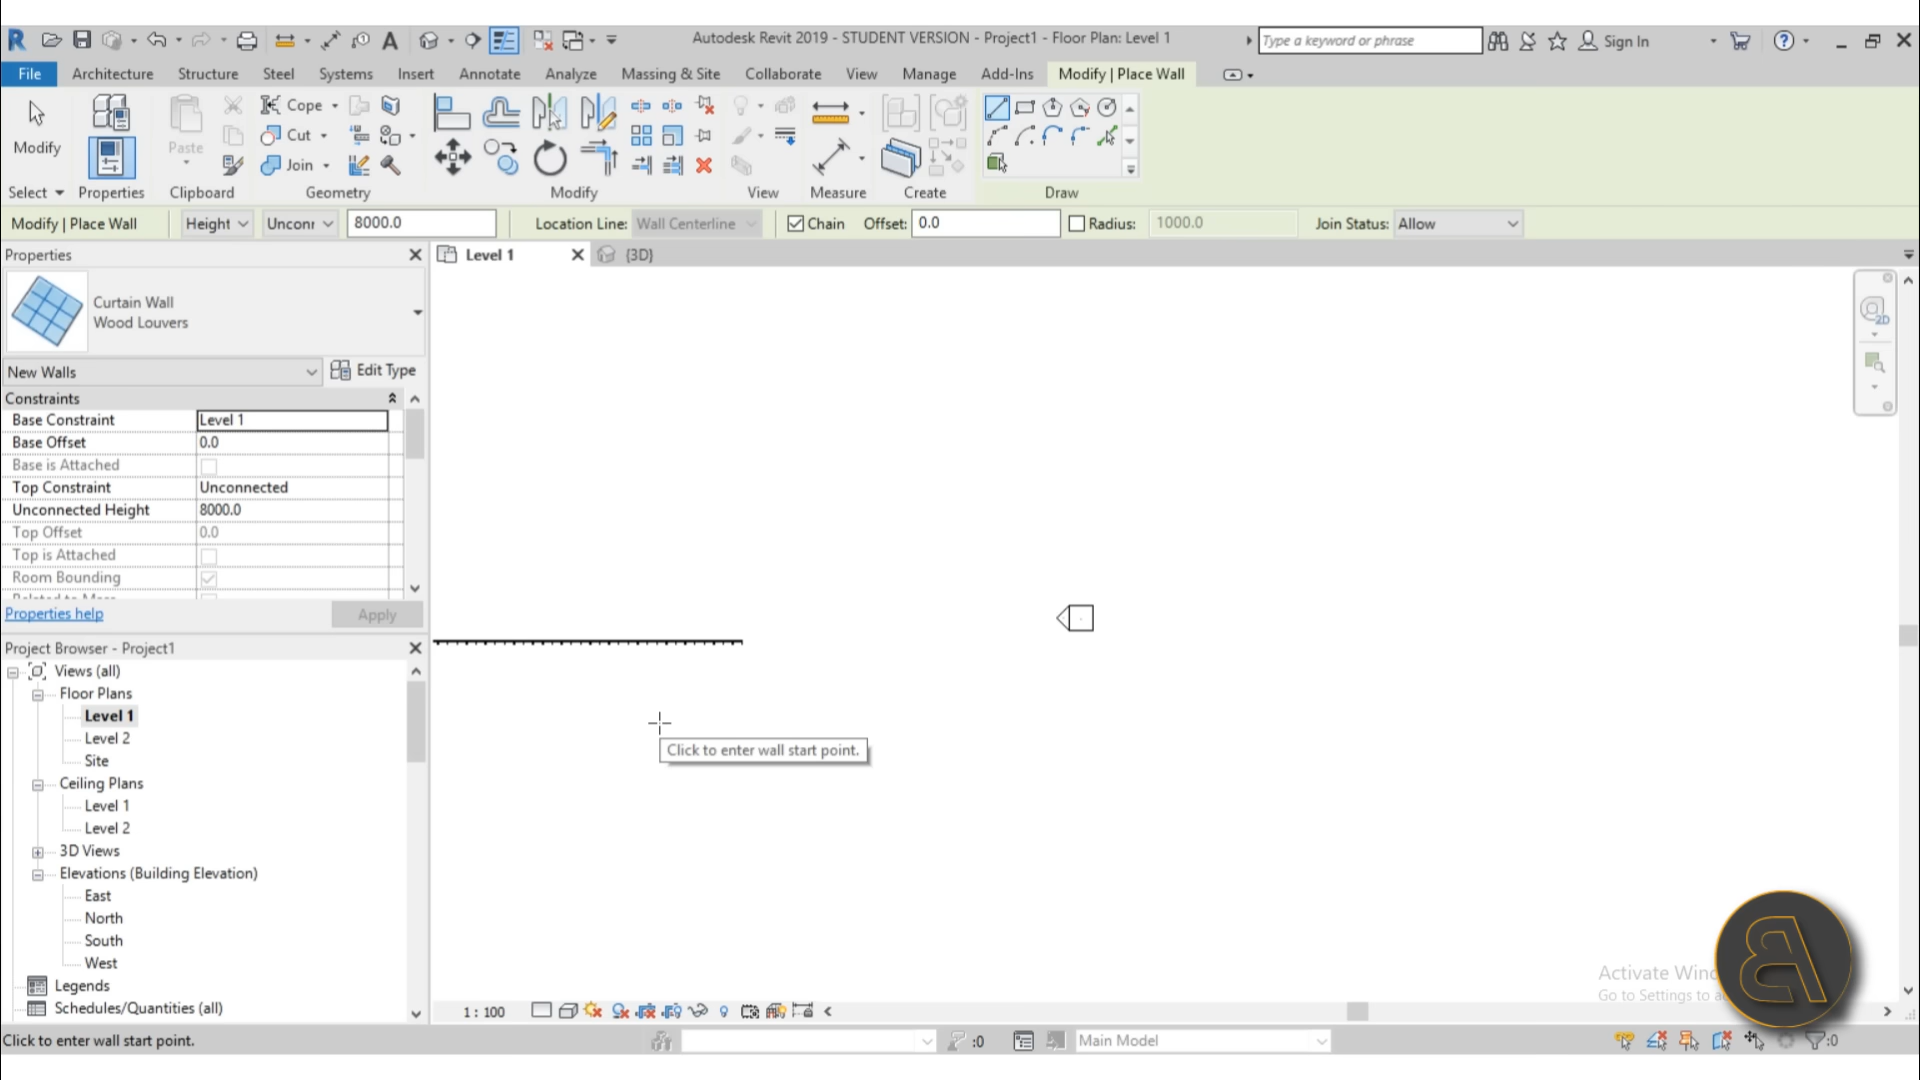 Autodesk Revit 2019 - STUDENT VERSION - Project1 - Floor Plan: Level 1
Type a keyword or phrase
Sign In
File Architecture Structure Steel Systems Insert Annotate Analyze Massing & Site Collaborate View Manage Add-Ins Modify | Place Wall
Modify
Paste
Cope
Cut
Join
Select Properties Clipboard Geometry Modify View Measure Create Draw
Modify | Place Wall Height Unconr 8000.0 Location Line: Wall Centerline Chain Offset: 0.0 Radius: 1000.0 Join Status: Allow
Properties
Level 1
{3D}
2D
Curtain Wall
Wood Louvers
New Walls
Edit Type
Constraints
Base Constraint Level 1
Base Offset 0.0
Base is Attached
Top Constraint Unconnected
Unconnected Height 8000.0
Top Offset 0.0
Top is Attached
Room Bounding
Properties help
Apply
Project Browser - Project1
Views (all)
Floor Plans
Level 1
Level 2
Site
Ceiling Plans
Level 1
Level 2
3D Views
Elevations (Building Elevation)
East
North
South
West
Legends
Schedules/Quantities (all)
Click to enter wall start point.
Activate
Go to Settings to
1 : 100
Click to enter wall start point.
:0
Main Model
:0